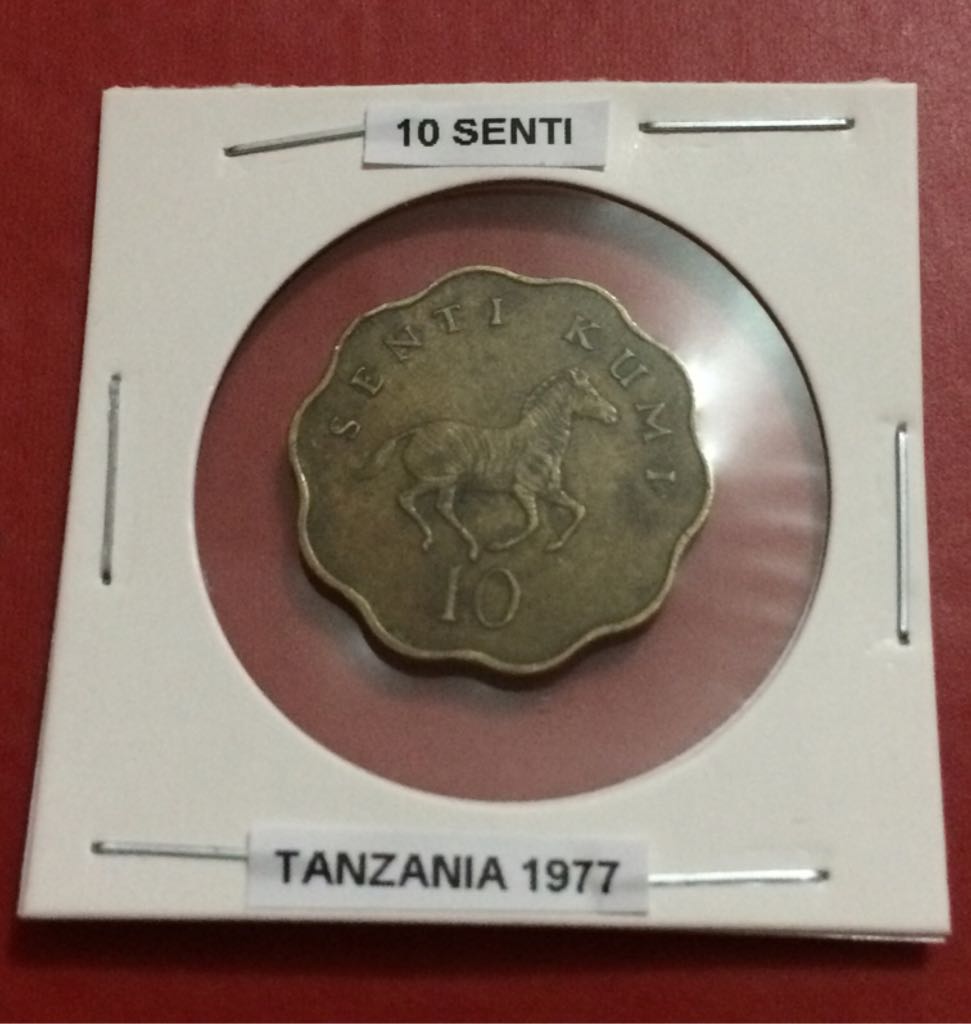 10 SENTI
SENTI KUMI
10
TANZANIA 1977